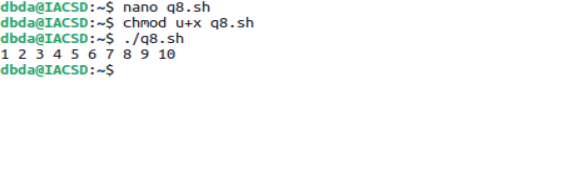 dbda@IACSD:~$ nano q8.sh
dbda@IACSD:~$ chmod u+x q8.sh
dbda@IACSD:~$ ./q8.sh
1 2 3 4 5 6 7 8 9 10
dbda@IACSD:~$